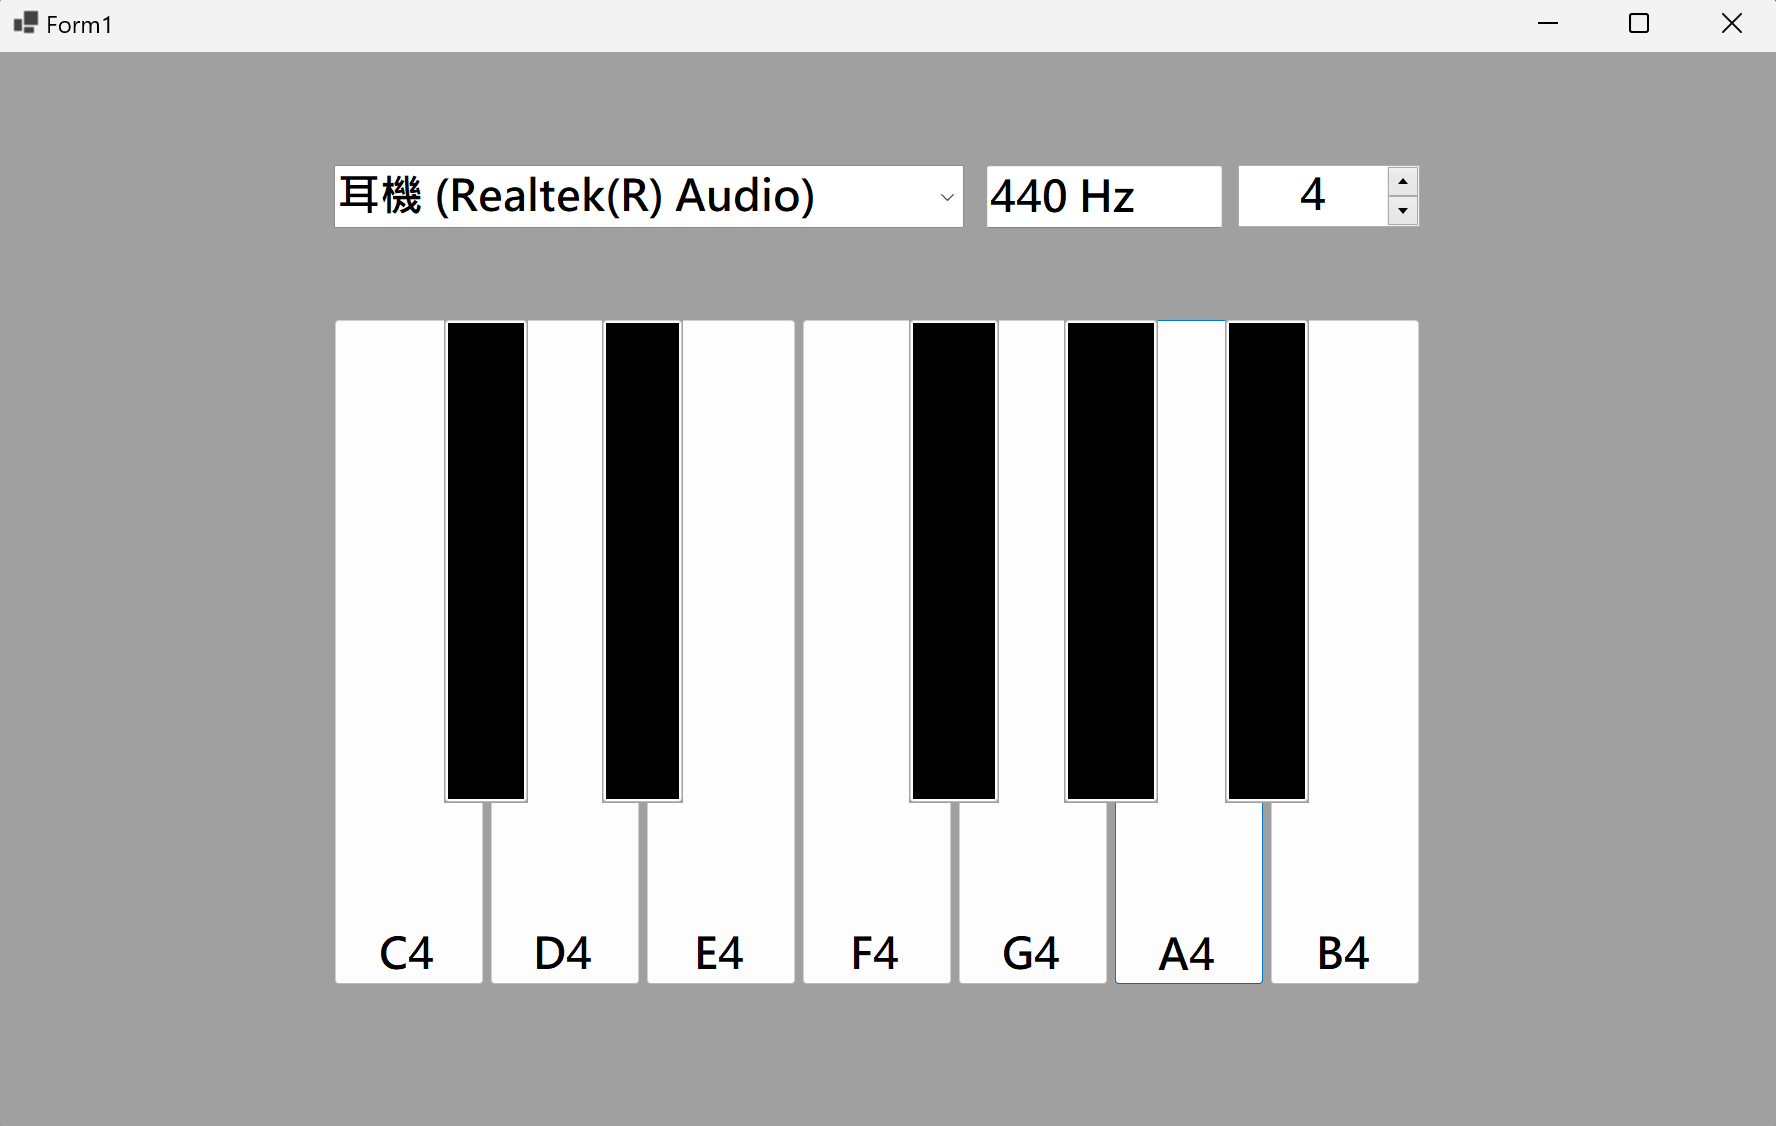 Form1
耳機 (Realtek(R) Audio)
440 Hz
4
C4
D4
E4
F4
G4
A4
B4